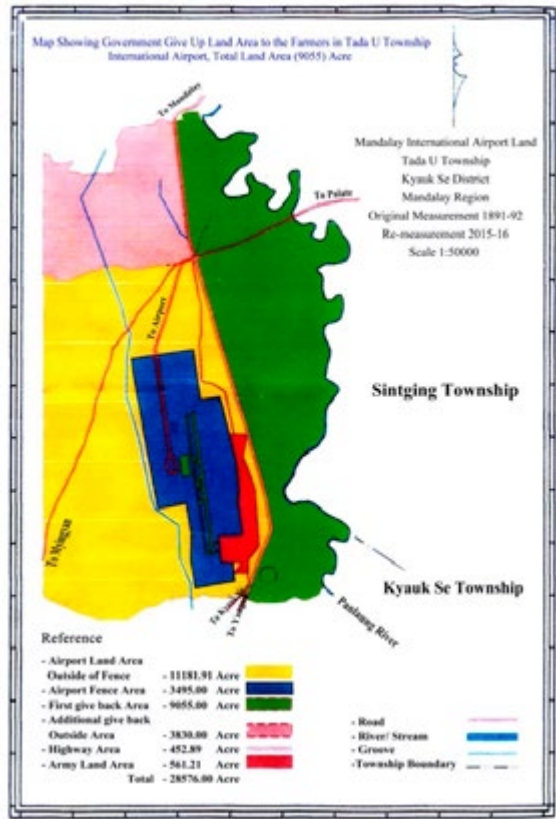 Map Showing Government Give Up Land Area to the Farmers in Tada U Township
International Airport, Total Land Area (9055) Acre
Mandalay International Airport Land
Tada U Township
Kyauk Se District
Mandalay Region
Original Measurement 1891-92
Re-measurement 2015-16
Scale 1:50000
To Mandalay
To Palate
To Airport
Sintging Township
To Myingyan
Kyauk Se Township
To
To
Panlaung River
Reference
- Airport Land Area
Outside of Fence - 11181.91 Acre
- Airport Fence Area - 3495.00 Acre
- First give back Area - 9055.00 Acre
- Additional give back
Outside Area - 3830.00 Acre
- Highway Area - 452.89 Acre
- Army Land Area - 561.21 Acre
Total - 28576.00 Acre
- Road
- River/ Stream
- Groove
-Township Boundary